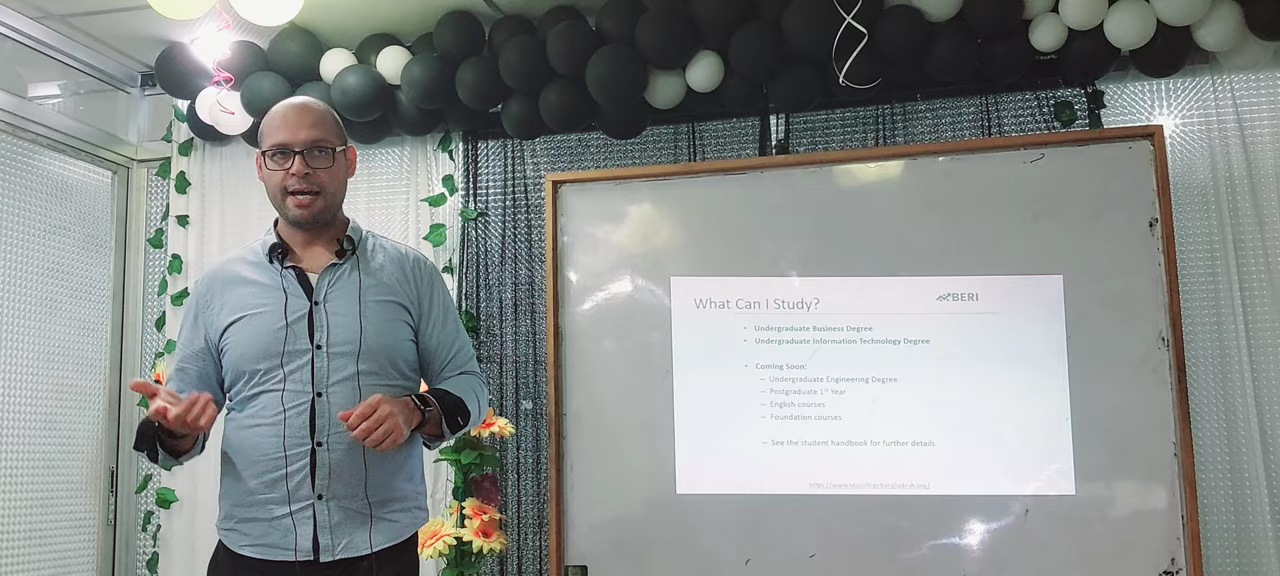 What Can I Study?
BERI
• Undergraduate Business Degree
• Undergraduate Information Technology Degree
• Coming Soon:
– Undergraduate Engineering Degree
– Postgraduate 1st Year
– English courses
– Foundation courses
– See the student handbook for further details